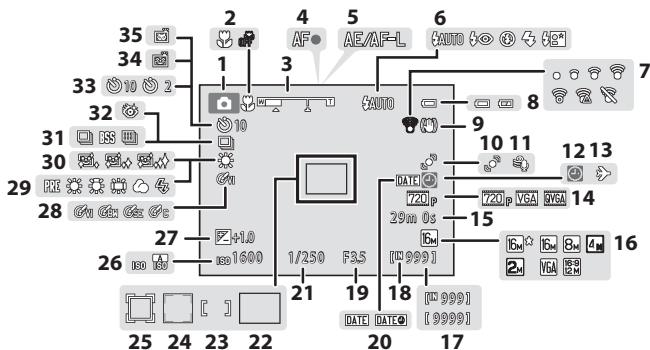 2 4 5 6
35 AF AE/AF-L AUTO
34 1 3 7
33 10 2 W T AUTO 8
32 10 9
31 BSS 10 11 12 13
30 DATE
29 PRE 720P 720P VGA QVGA 14
28 29m 0s 15
27 +1.0 16M 16M 16M 8M 4M 16
26 ISO ISO A ISO 1600 1/250 F3.5 [IN 999] 2M VGA 16:9 12M
21 19 18 [IN 999]
DATE DATE [9999]
25 24 23 22 20 17